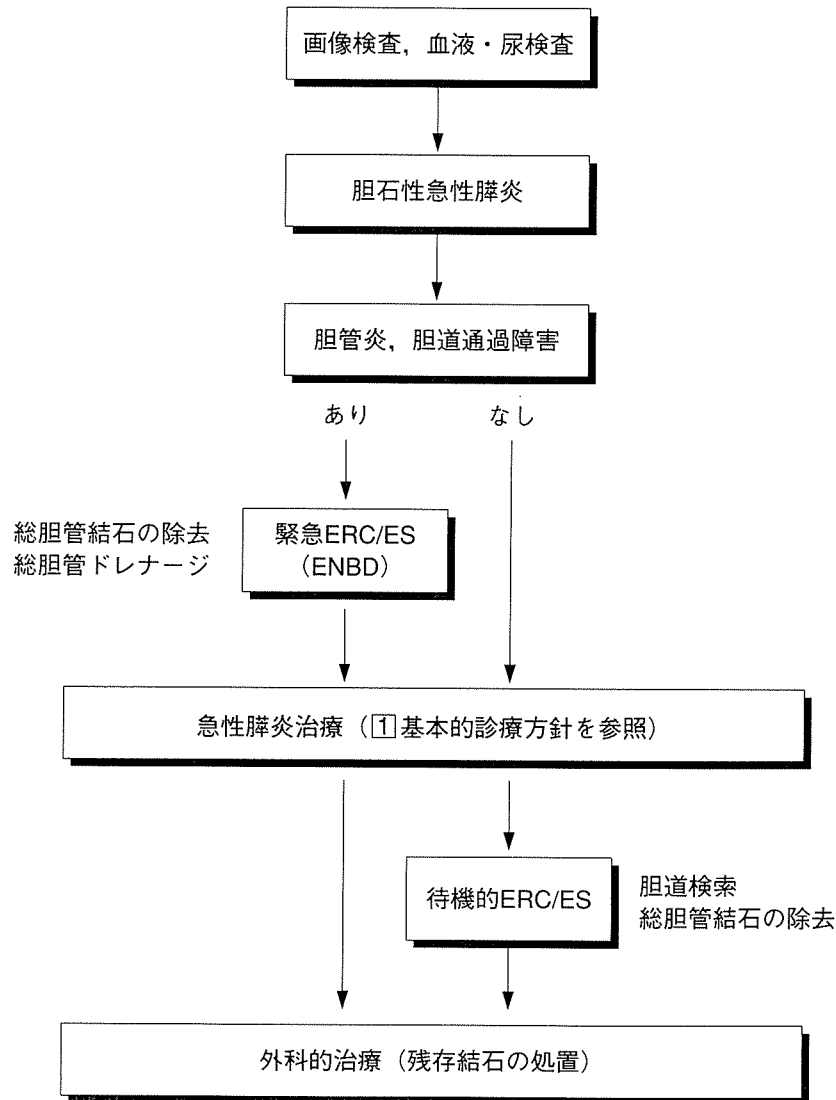 画像検査，血液・尿検査
胆石性急性膵炎
胆管炎，胆道通過障害
あり
なし
総胆管結石の除去
総胆管ドレナージ
緊急ERC/ES
（ENBD）
急性膵炎治療（1基本的診療方針を参照）
待機的ERC/ES
胆道検索
総胆管結石の除去
外科的治療（残存結石の処置）